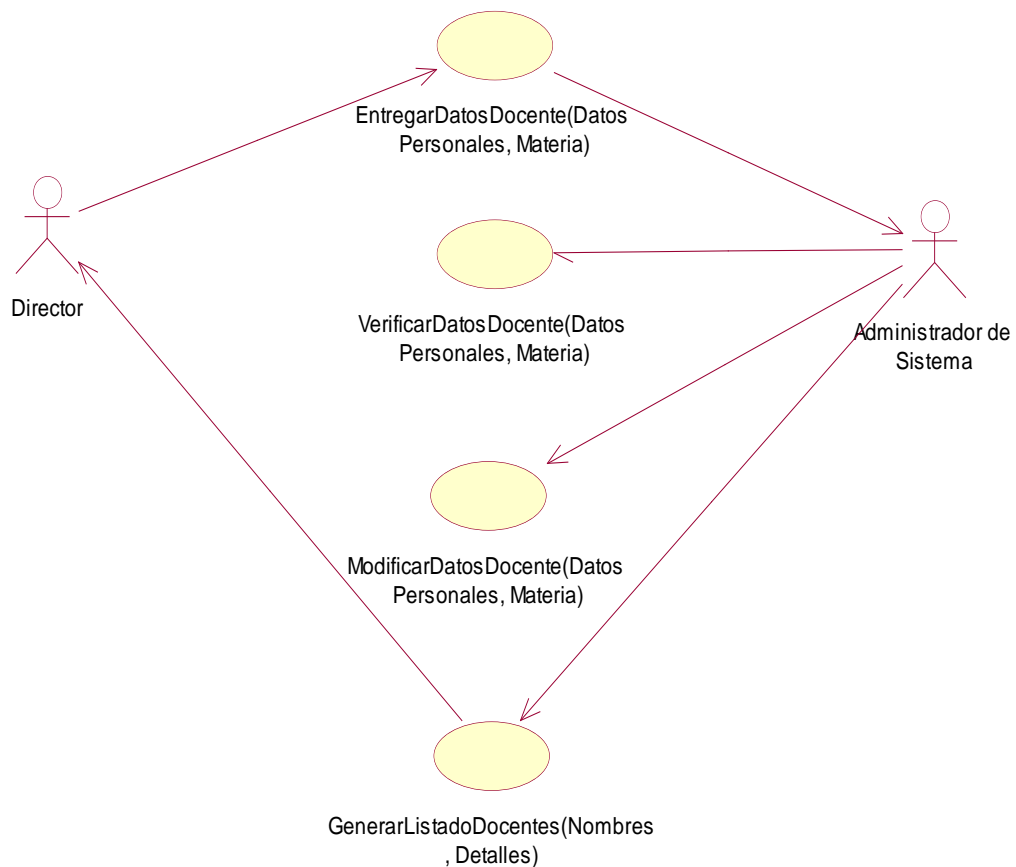 EntregarDatosDocente(Datos
Personales, Materia)
Director
VerificarDatosDocente(Datos
Personales, Materia)
Administrador de
Sistema
ModificarDatosDocente(Datos
Personales, Materia)
GenerarListadoDocentes(Nombres
, Detalles)